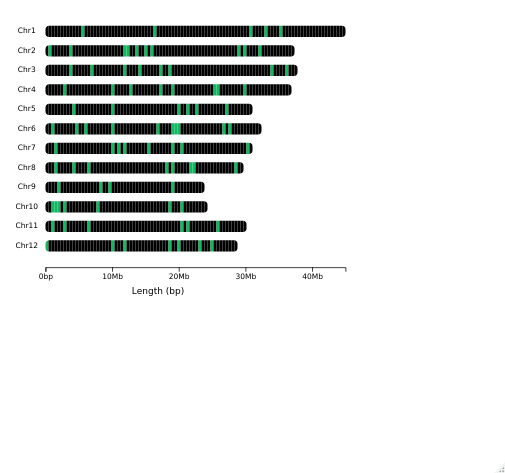 Chr1
Chr2
Chr3
Chr4
Chr5
Chr6
Chr7
Chr8
Chr9
Chr10
Chr11
Chr12
0bp 10Mb 20Mb 30Mb 40Mb
Length (bp)